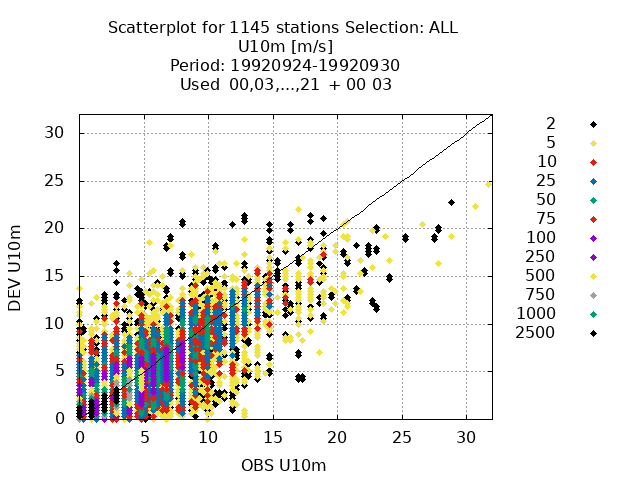 Scatterplot for 1145 stations Selection: ALL
U10m [m/s]
Period: 19920924-19920930
Used 00,03,...,21 + 00 03
30
25
20
15
10
5
0
DEV U10m
0 5 10 15 20 25 30
OBS U10m
2
5
10
25
50
75
100
250
500
750
1000
2500